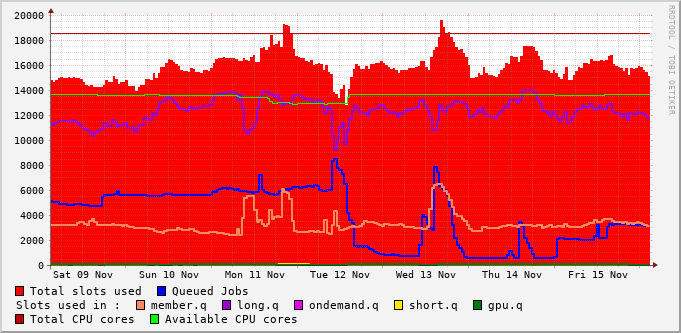 20000
18000
16000
14000
12000
10000
8000
6000
4000
2000
0
Sat 09 Nov Sun 10 Nov Mon 11 Nov Tue 12 Nov Wed 13 Nov Thu 14 Nov Fri 15 Nov
RRDTOOL / TOBI OETIKER
Total slots used Queued Jobs
Slots used in : member.q long.q ondemand.q short.q gpu.q
Total CPU cores Available CPU cores